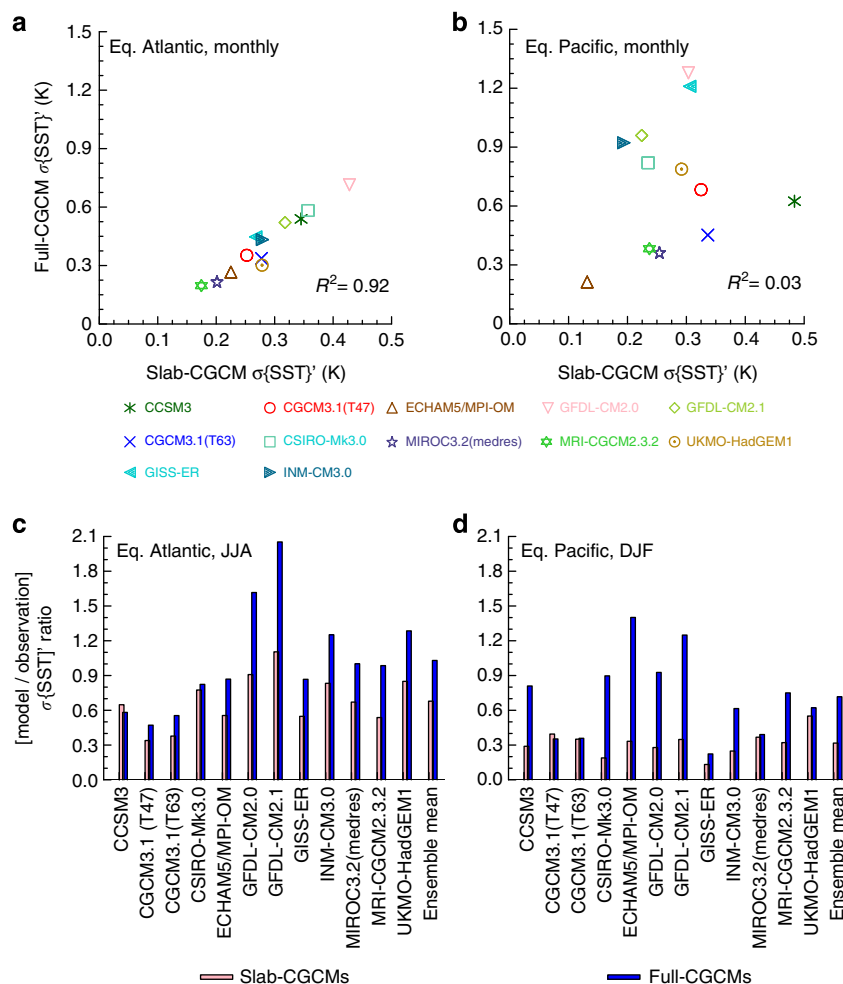 a
Eq. Atlantic, monthly
Full-CGCM σ{SST}' (K)
1.5
1.2
0.9
0.6
0.3
0
R²= 0.92
0.0 0.1 0.2 0.3 0.4 0.5
Slab-CGCM σ{SST}' (K)
b
Eq. Pacific, monthly
1.5
1.2
0.9
0.6
0.3
0
R²= 0.03
0.0 0.1 0.2 0.3 0.4 0.5
Slab-CGCM σ{SST}' (K)
CCSM3 CGCM3.1(T47) ECHAM5/MPI-OM GFDL-CM2.0 GFDL-CM2.1
CGCM3.1(T63) CSIRO-Mk3.0 MIROC3.2(medres) MRI-CGCM2.3.2 UKMO-HadGEM1
GISS-ER INM-CM3.0
c
Eq. Atlantic, JJA
[model / observation]
σ{SST}' ratio
2.1
1.8
1.5
1.2
0.9
0.6
0.3
0.0
CCSM3
CGCM3.1 (T47)
CGCM3.1(T63)
CSIRO-Mk3.0
ECHAM5/MPI-OM
GFDL-CM2.0
GFDL-CM2.1
GISS-ER
INM-CM3.0
MIROC3.2(medres)
MRI-CGCM2.3.2
UKMO-HadGEM1
Ensemble mean
d
Eq. Pacific, DJF
2.1
1.8
1.5
1.2
0.9
0.6
0.3
0.0
CCSM3
CGCM3.1(T47)
CGCM3.1(T63)
CSIRO-Mk3.0
ECHAM5/MPI-OM
GFDL-CM2.0
GFDL-CM2.1
GISS-ER
INM-CM3.0
MIROC3.2(medres)
MRI-CGCM2.3.2
UKMO-HadGEM1
Ensemble mean
Slab-CGCMs Full-CGCMs